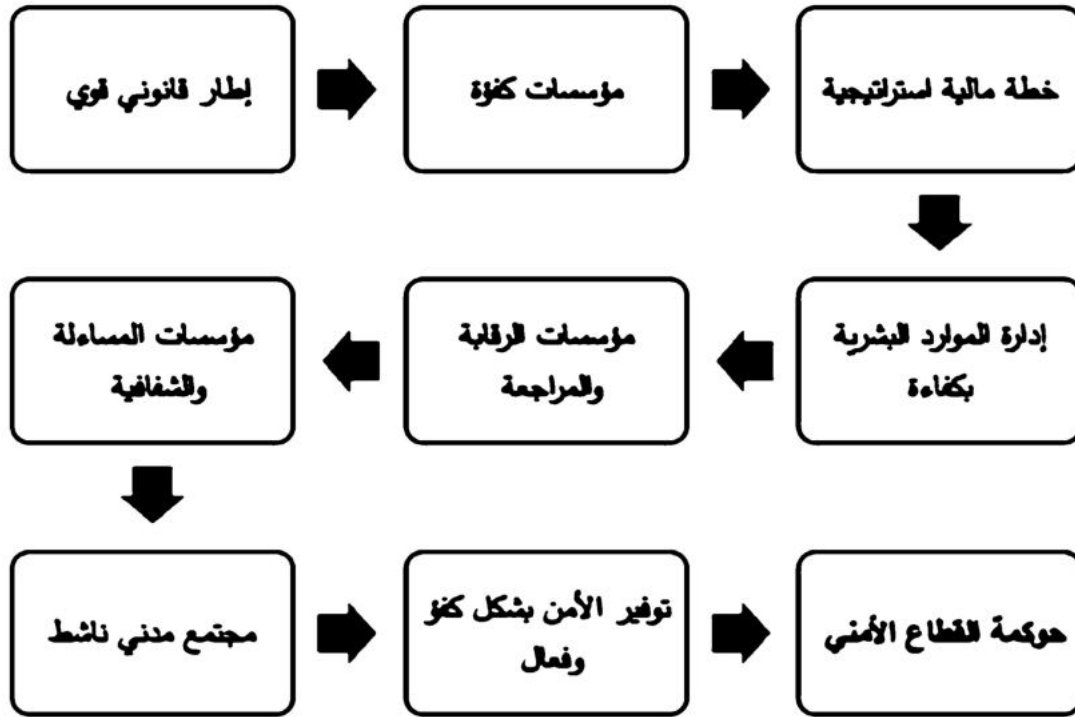 إطار قانوني قوي
مؤسسات كفؤة
خطة مالية استراتيجية
إدارة الموارد البشرية
بكفاءة
مؤسسات الرقابة
والمراجعة
مؤسسات المساءلة
والشفافية
مجتمع مدني ناشط
توفير الأمن بشكل كفؤ
وفعال
حوكمة القطاع الأمني